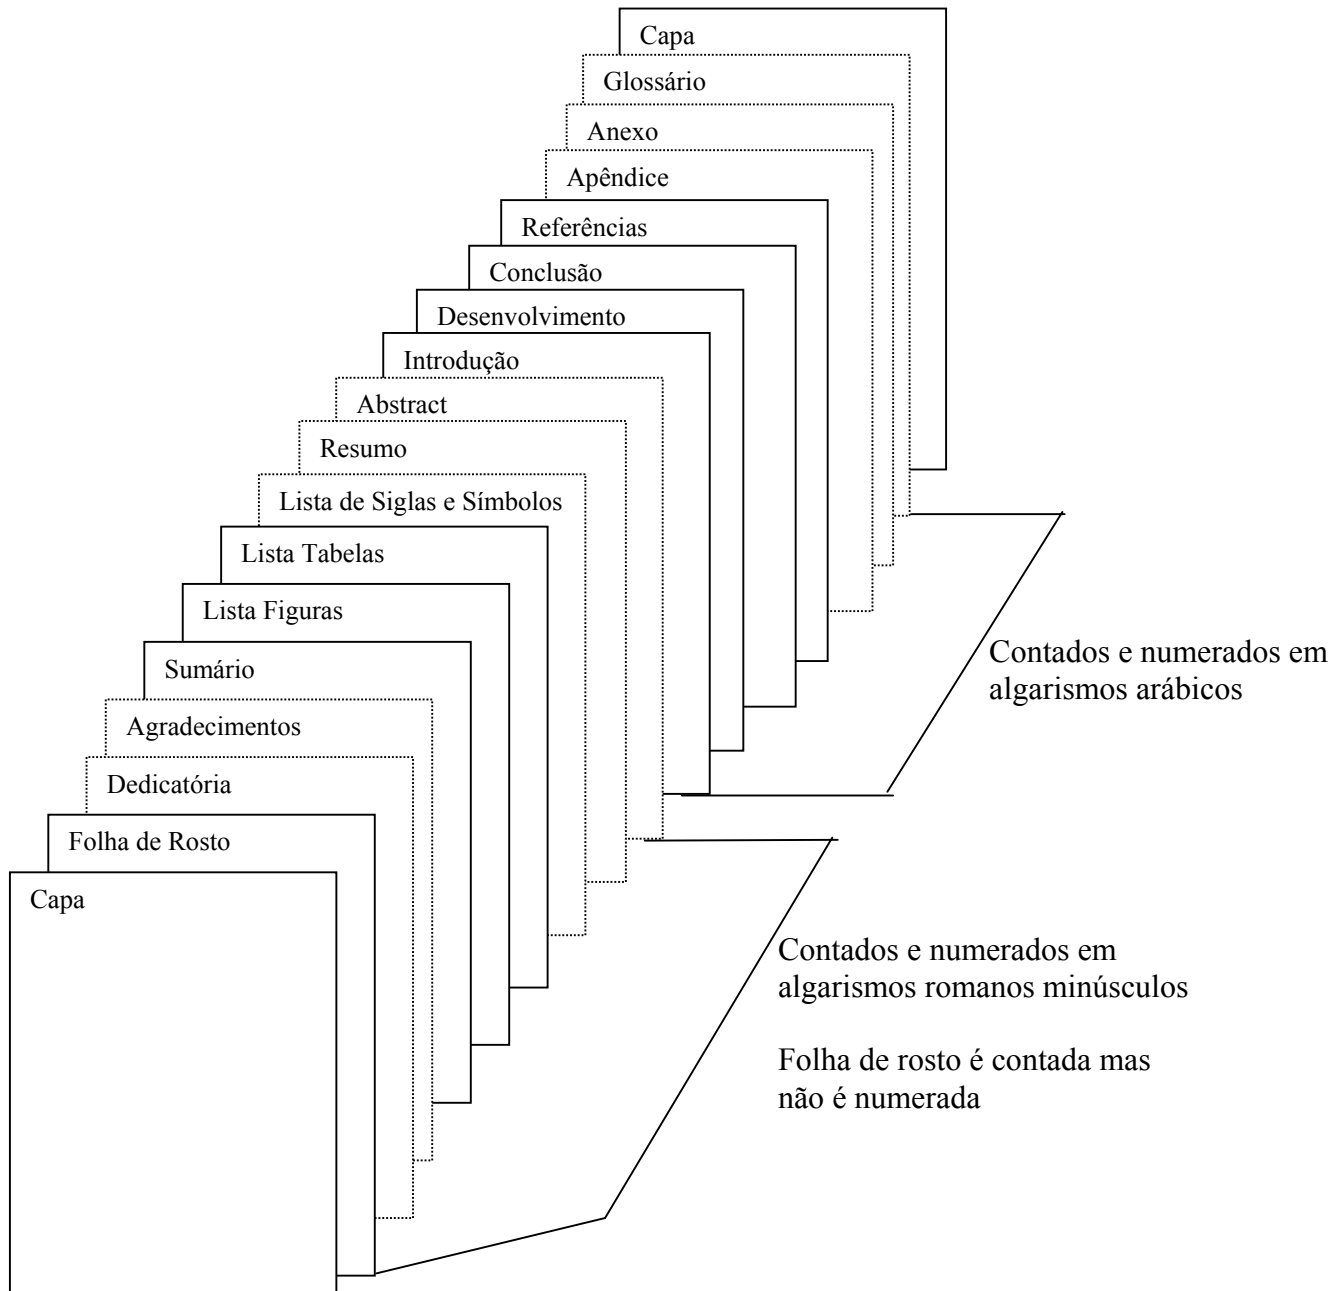 Capa
Glossário
Anexo
Apêndice
Referências
Conclusão
Desenvolvimento
Introdução
Abstract
Resumo
Lista de Siglas e Símbolos
Lista Tabelas
Lista Figuras
Sumário
Agradecimentos
Dedicatória
Folha de Rosto
Capa
Contados e numerados em
algarismos arábicos
Contados e numerados em
algarismos romanos minúsculos
Folha de rosto é contada mas
não é numerada